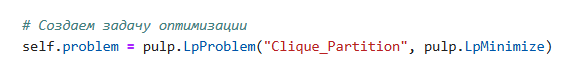 # Создаем задачу оптимизации
self.problem = pulp.LpProblem("Clique_Partition", pulp.LpMinimize)